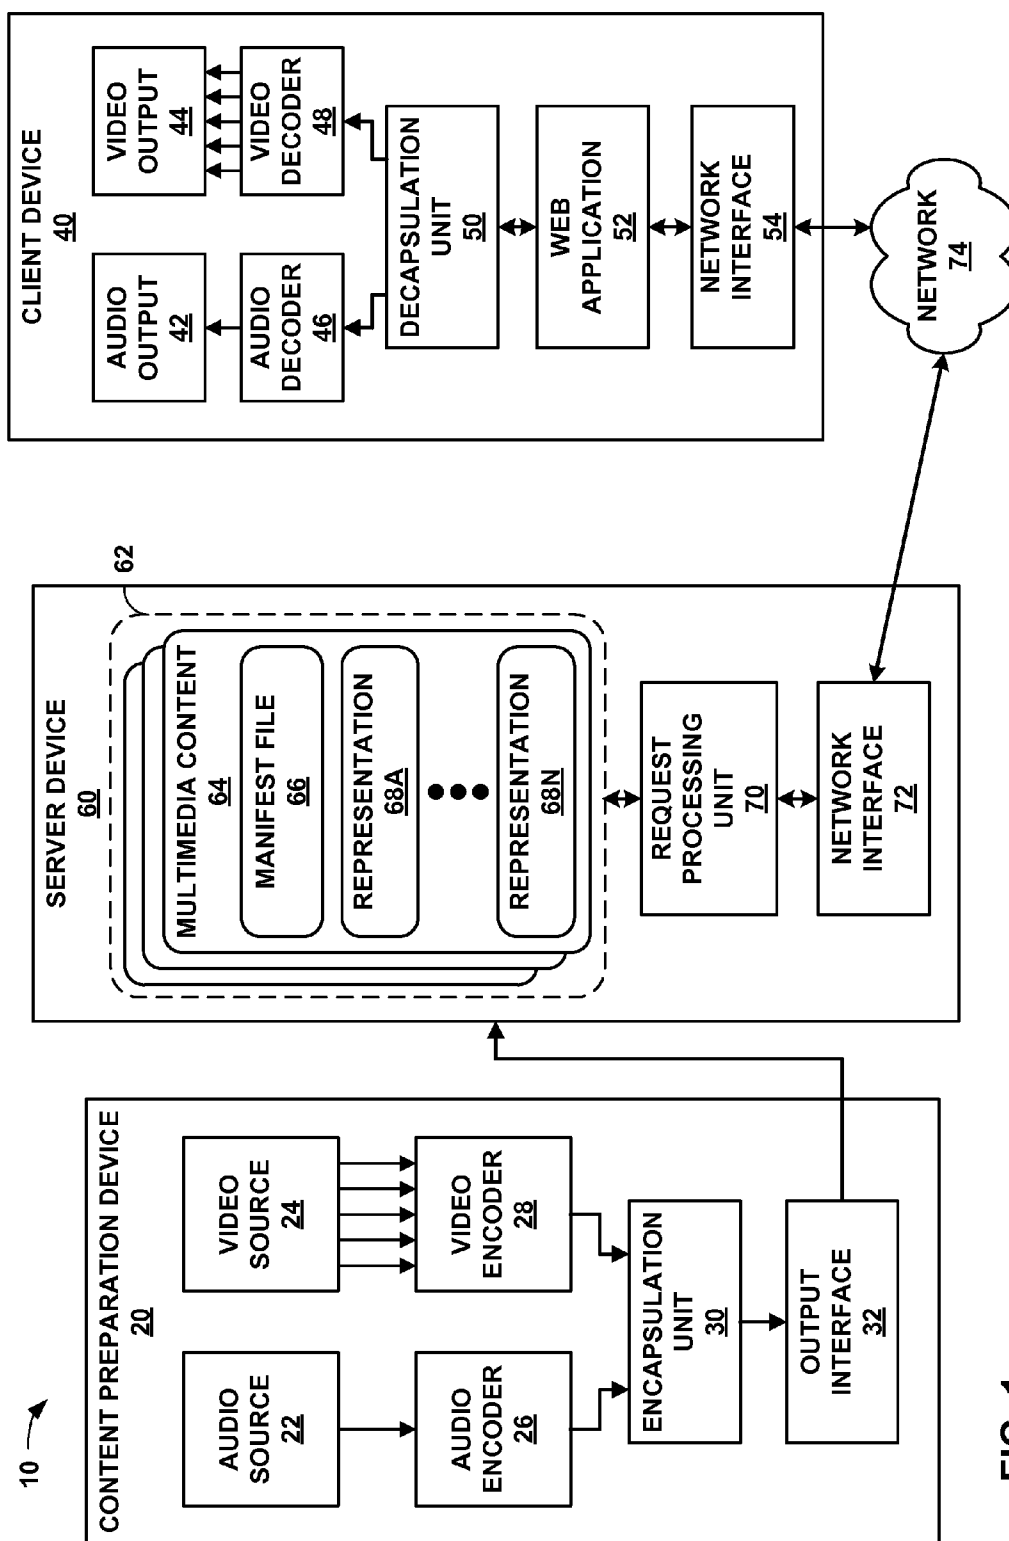 10
CONTENT PREPARATION DEVICE
20
AUDIO
SOURCE
22
VIDEO
SOURCE
24
AUDIO
ENCODER
26
VIDEO
ENCODER
28
ENCAPSULATION
UNIT
30
OUTPUT
INTERFACE
32
SERVER DEVICE
60
62
MULTIMEDIA CONTENT
64
MANIFEST FILE
66
REPRESENTATION
68A
REPRESENTATION
68N
REQUEST
PROCESSING
UNIT
70
NETWORK
INTERFACE
72
CLIENT DEVICE
40
AUDIO
OUTPUT
42
VIDEO
OUTPUT
44
AUDIO
DECODER
46
VIDEO
DECODER
48
DECAPSULATION
UNIT
50
WEB
APPLICATION
52
NETWORK
INTERFACE
54
NETWORK
74